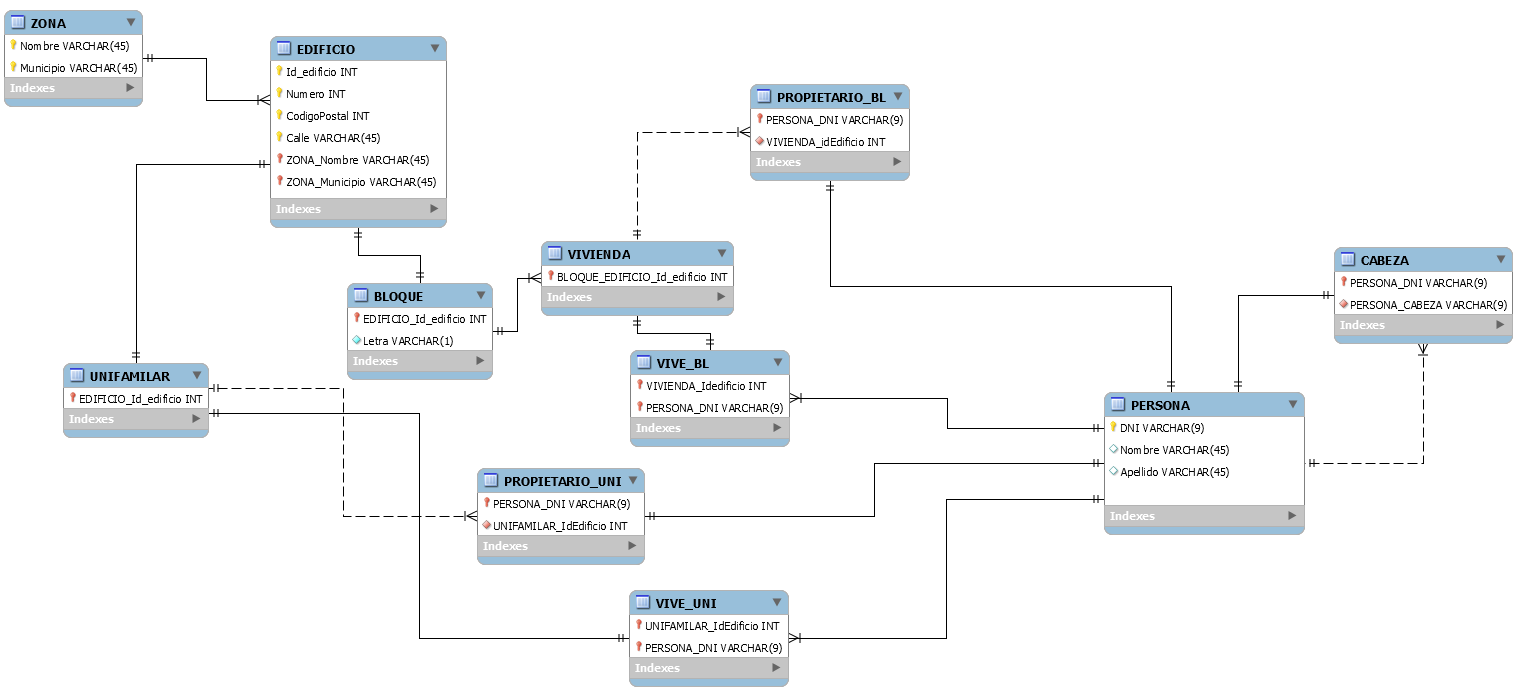 ZONA
Nombre VARCHAR(45)
Municipio VARCHAR(45)
Indexes
EDIFICIO
Id_edificio INT
Numero INT
CodigoPostal INT
Calle VARCHAR(45)
ZONA_Nombre VARCHAR(45)
ZONA_Municipio VARCHAR(45)
Indexes
PROPIETARIO_BL
PERSONA_DNI VARCHAR(9)
VIVIENDA_idEdificio INT
Indexes
VIVIENDA
BLOQUE_EDIFICIO_Id_edificio INT
Indexes
CABEZA
PERSONA_DNI VARCHAR(9)
PERSONA_CABEZA VARCHAR(9)
Indexes
BLOQUE
EDIFICIO_Id_edificio INT
Letra VARCHAR(1)
Indexes
UNIFAMILAR
EDIFICIO_Id_edificio INT
Indexes
VIVE_BL
VIVIENDA_Idedificio INT
PERSONA_DNI VARCHAR(9)
Indexes
PERSONA
DNI VARCHAR(9)
Nombre VARCHAR(45)
Apellido VARCHAR(45)
Indexes
PROPIETARIO_UNI
PERSONA_DNI VARCHAR(9)
UNIFAMILAR_IdEdificio INT
Indexes
VIVE_UNI
UNIFAMILAR_IdEdificio INT
PERSONA_DNI VARCHAR(9)
Indexes